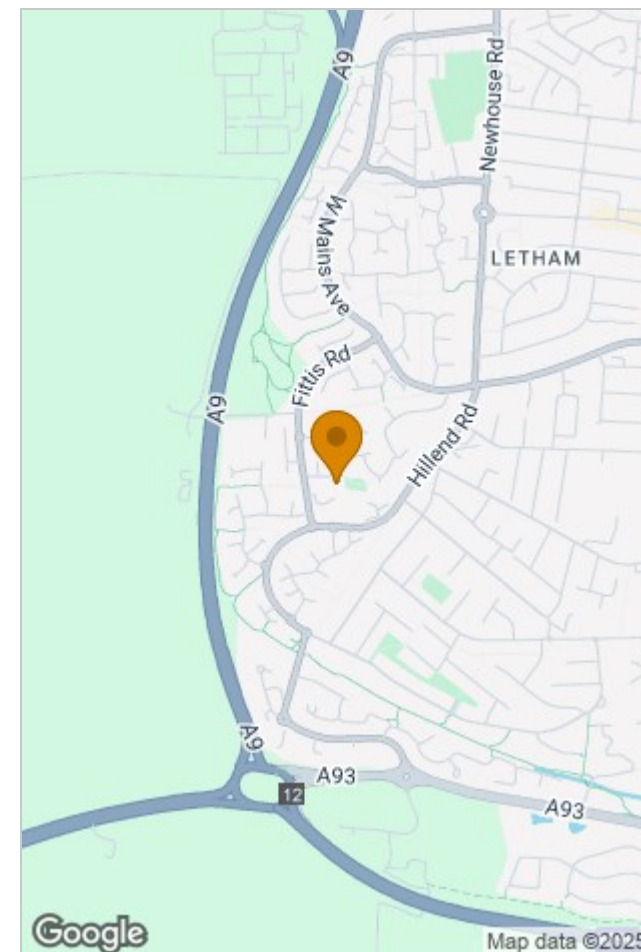 A9
Newhouse Rd
W Mains Ave
LETHAM
Fittis Rd
A9
Hillend Rd
A9
12
A93
A93
Google
Map data ©2025